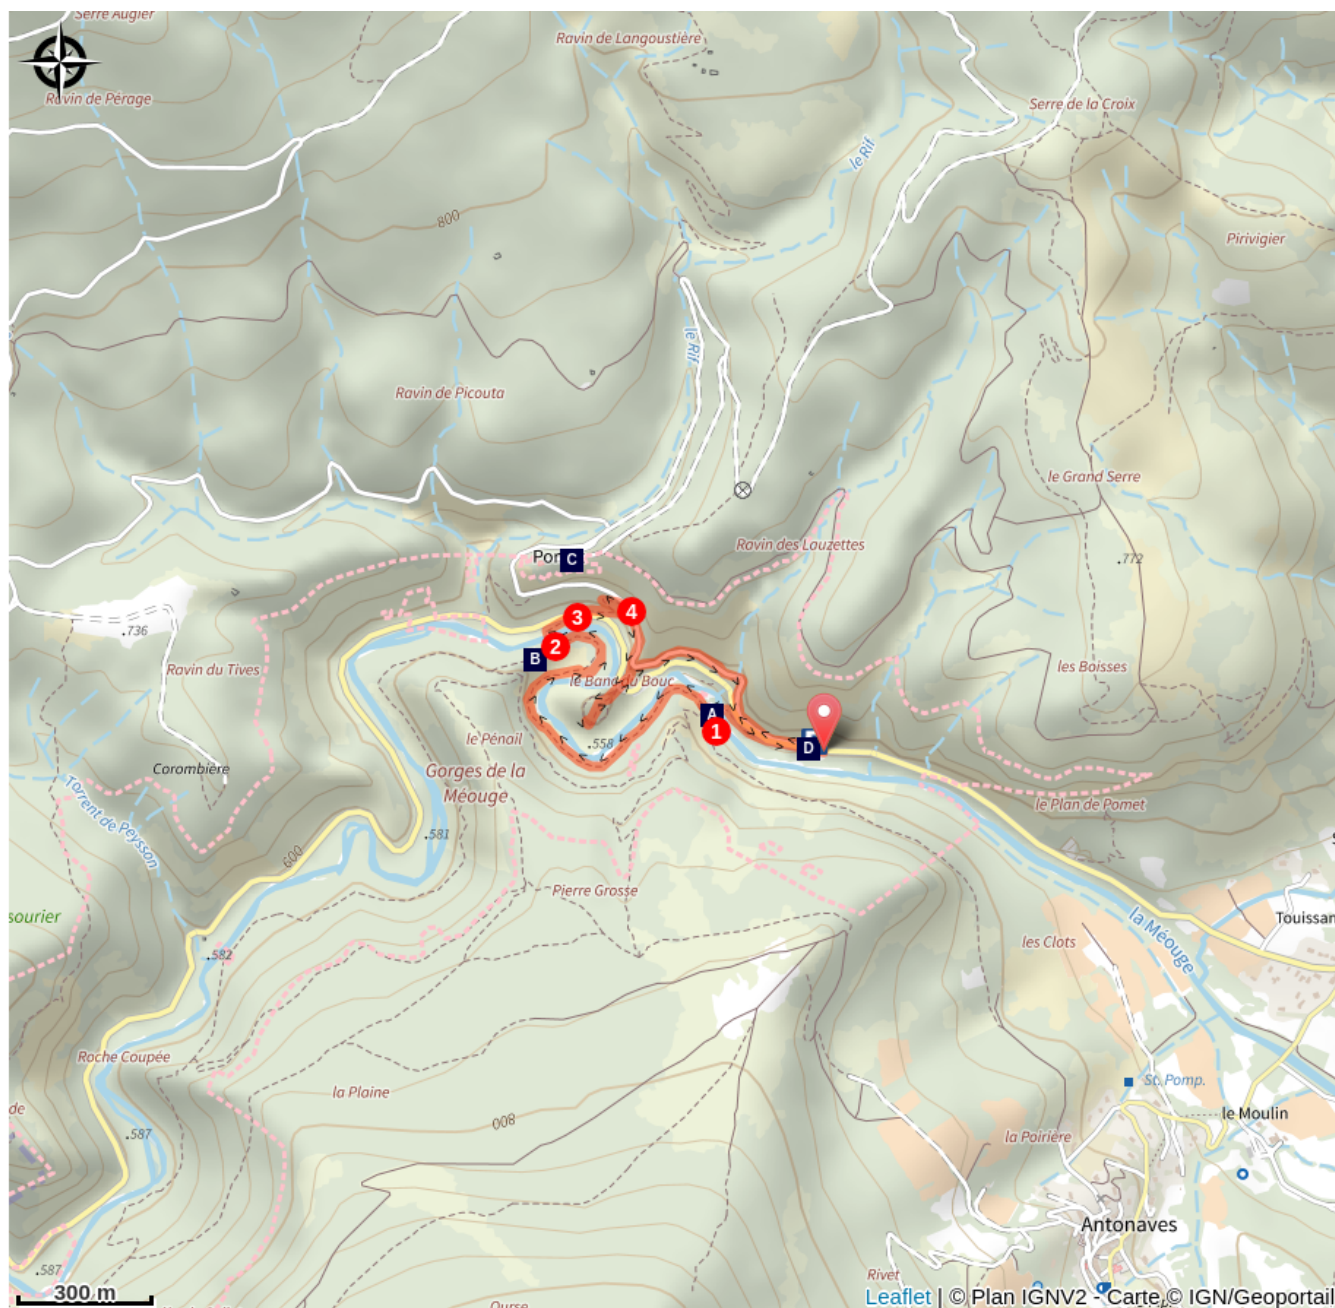 Serre Augier
Ravin de Langoustière
Ravin de Pérage
Serre de la Croix
le Rif
800
Pirivigier
le Rif
Ravin de Picouta
le Grand Serre
Ravin des Louzettes
C
.772
3
4
.736
2
B
Ravin du Tives
le Banc du Bouc
les Boisses
A
1
le Pénail
.558
D
Corombière
Gorges de la
Méouge
le Plan de Pomet
Torrent de Peysson
.581
600
Pierre Grosse
sourier
la Méouge
Touissan
les Clots
.582
Roche Coupée
St. Pomp.
la Plaine
de
800
le Moulin
.587
la Poirière
Antonaves
.587
Rivet
300 m
Ourse
Leaflet | © Plan IGNV2 - Carte © IGN/Geoportail